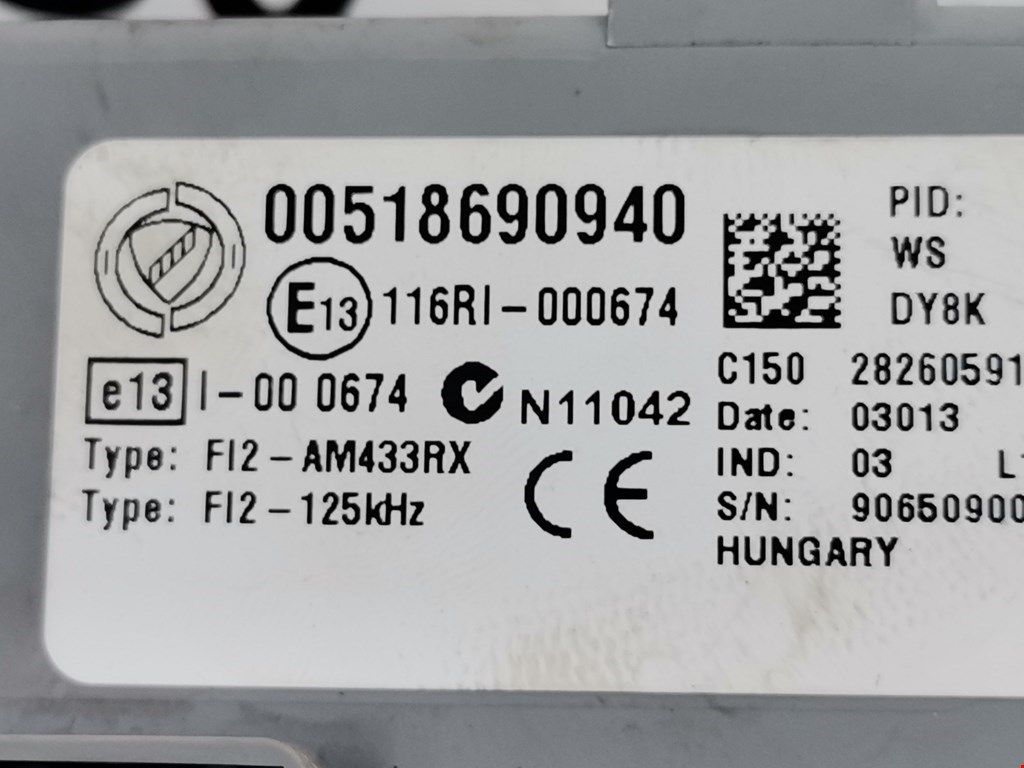 00518690940
E13 116RI-000674
e13 I-00 0674 N11042
Type: FI2-AM433RX
Type: FI2-125kHz
CE
PID:
WS
DY8K
C150 28260591
Date: 03013
IND: 03
S/N: 90650900
HUNGARY